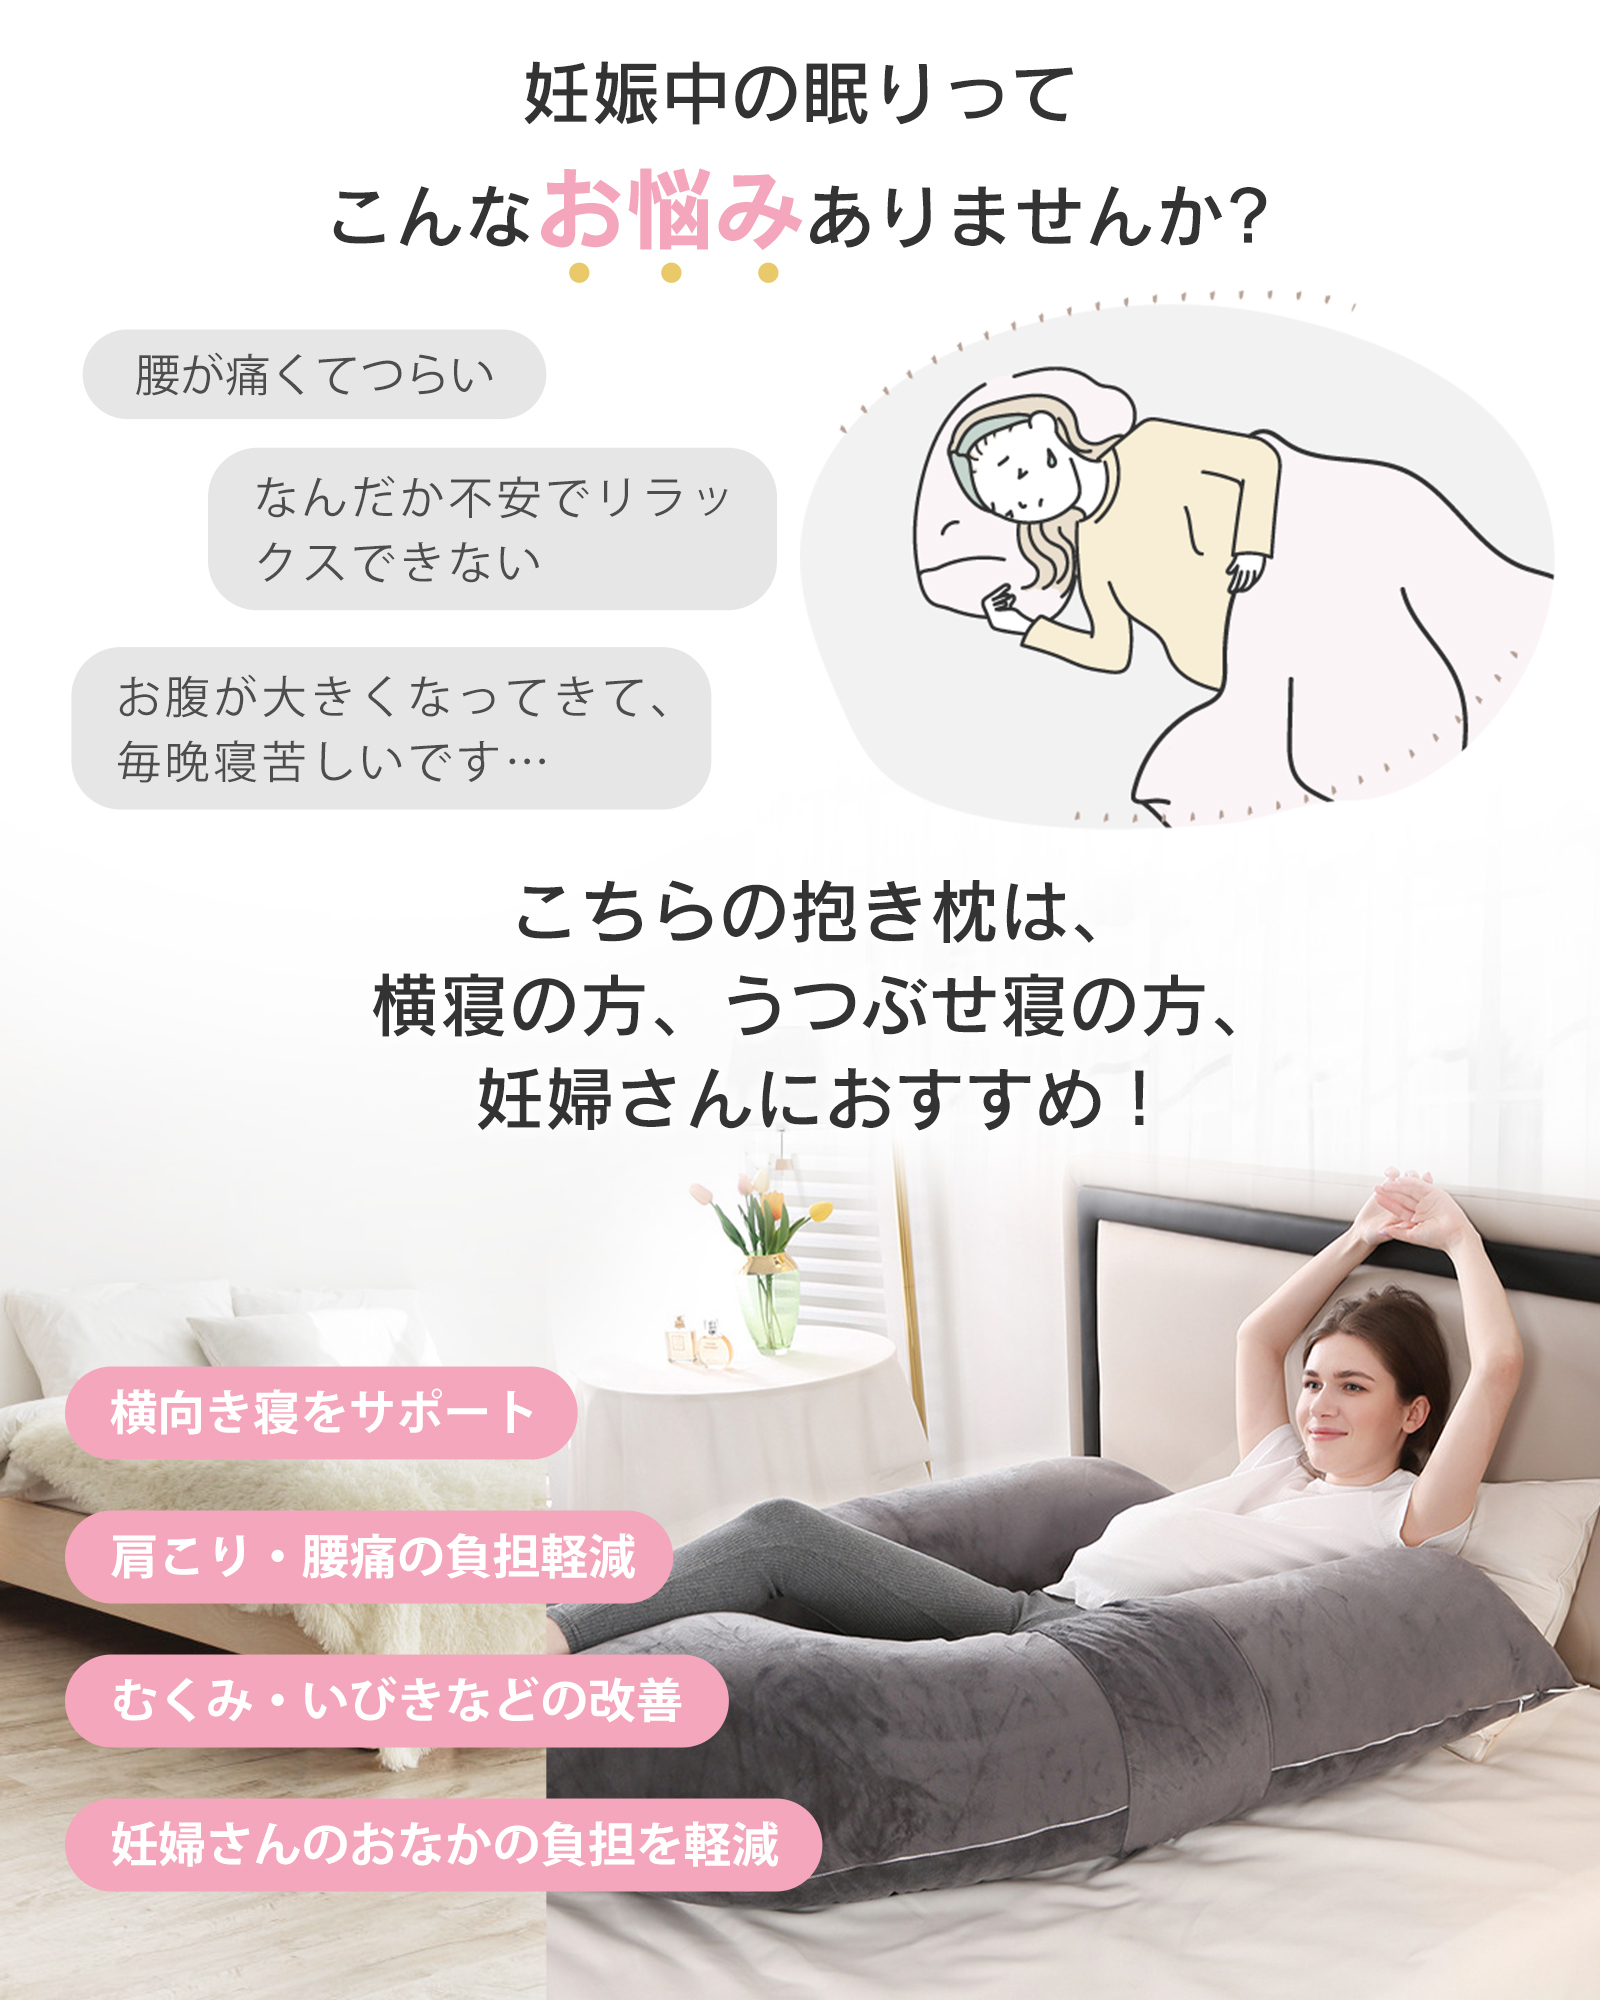 妊娠中の眠りって
こんなお悩みありませんか?
腰が痛くてつらい
なんだか不安でリラッ
クスできない
お腹が大きくなってきて、
毎晩寝苦しいです…
こちらの抱き枕は、
横寝の方、うつぶせ寝の方、
妊婦さんにおすすめ！
横向き寝をサポート
肩こり・腰痛の負担軽減
むくみ・いびきなどの改善
妊婦さんのおなかの負担を軽減